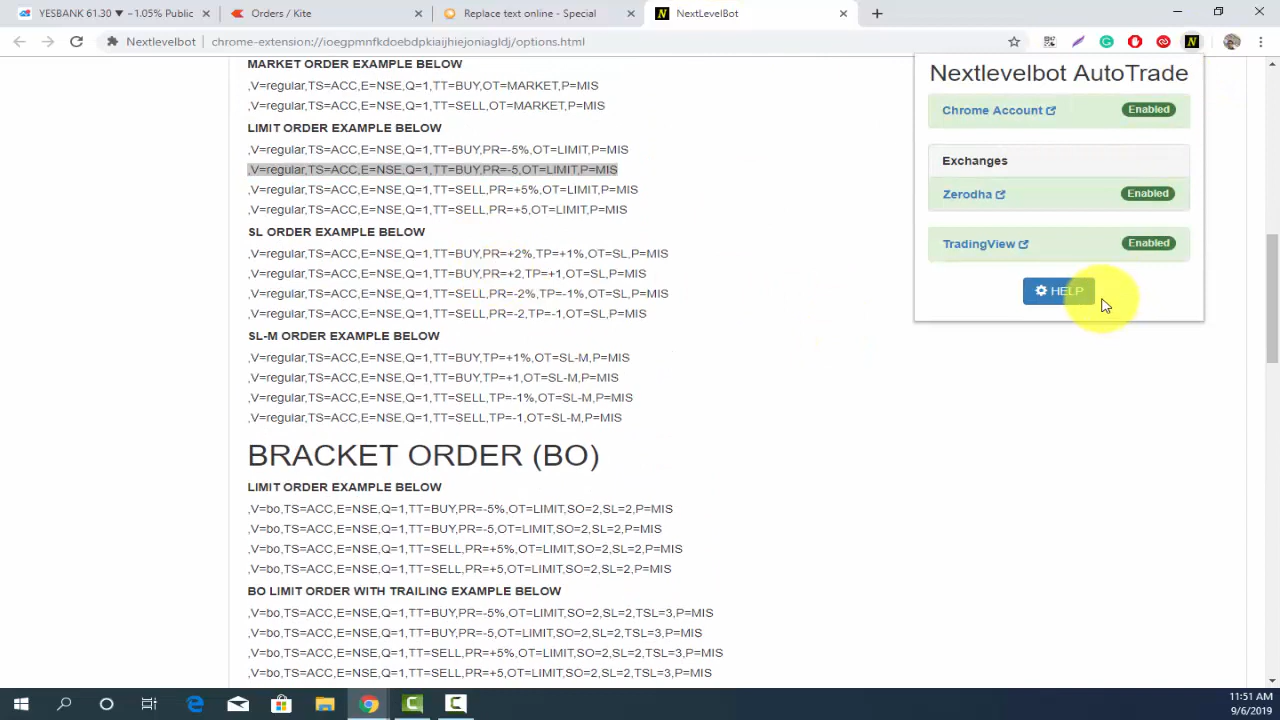 YESBANK 61.30 ▼ −1.05% Public
Orders / Kite
Replace text online - Special
NextLevelBot
Nextlevelbot
chrome-extension://ioegpmnfkdoebdpkiaijhiejoniagldj/options.html
MARKET ORDER EXAMPLE BELOW
,V=regular,TS=ACC,E=NSE,Q=1,TT=BUY,OT=MARKET,P=MIS
,V=regular,TS=ACC,E=NSE,Q=1,TT=SELL,OT=MARKET,P=MIS
LIMIT ORDER EXAMPLE BELOW
,V=regular,TS=ACC,E=NSE,Q=1,TT=BUY,PR=-5%,OT=LIMIT,P=MIS
,V=regular,TS=ACC,E=NSE,Q=1,TT=BUY,PR=-5,OT=LIMIT,P=MIS
,V=regular,TS=ACC,E=NSE,Q=1,TT=SELL,PR=+5%,OT=LIMIT,P=MIS
,V=regular,TS=ACC,E=NSE,Q=1,TT=SELL,PR=+5,OT=LIMIT,P=MIS
SL ORDER EXAMPLE BELOW
,V=regular,TS=ACC,E=NSE,Q=1,TT=BUY,PR=+2%,TP=+1%,OT=SL,P=MIS
,V=regular,TS=ACC,E=NSE,Q=1,TT=BUY,PR=+2,TP=+1,OT=SL,P=MIS
,V=regular,TS=ACC,E=NSE,Q=1,TT=SELL,PR=-2%,TP=-1%,OT=SL,P=MIS
,V=regular,TS=ACC,E=NSE,Q=1,TT=SELL,PR=-2,TP=-1,OT=SL,P=MIS
SL-M ORDER EXAMPLE BELOW
,V=regular,TS=ACC,E=NSE,Q=1,TT=BUY,TP=+1%,OT=SL-M,P=MIS
,V=regular,TS=ACC,E=NSE,Q=1,TT=BUY,TP=+1,OT=SL-M,P=MIS
,V=regular,TS=ACC,E=NSE,Q=1,TT=SELL,TP=-1%,OT=SL-M,P=MIS
,V=regular,TS=ACC,E=NSE,Q=1,TT=SELL,TP=-1,OT=SL-M,P=MIS
BRACKET ORDER (BO)
LIMIT ORDER EXAMPLE BELOW
,V=bo,TS=ACC,E=NSE,Q=1,TT=BUY,PR=-5%,OT=LIMIT,SO=2,SL=2,P=MIS
,V=bo,TS=ACC,E=NSE,Q=1,TT=BUY,PR=-5,OT=LIMIT,SO=2,SL=2,P=MIS
,V=bo,TS=ACC,E=NSE,Q=1,TT=SELL,PR=+5%,OT=LIMIT,SO=2,SL=2,P=MIS
,V=bo,TS=ACC,E=NSE,Q=1,TT=SELL,PR=+5,OT=LIMIT,SO=2,SL=2,P=MIS
BO LIMIT ORDER WITH TRAILING EXAMPLE BELOW
,V=bo,TS=ACC,E=NSE,Q=1,TT=BUY,PR=-5%,OT=LIMIT,SO=2,SL=2,TSL=3,P=MIS
,V=bo,TS=ACC,E=NSE,Q=1,TT=BUY,PR=-5,OT=LIMIT,SO=2,SL=2,TSL=3,P=MIS
,V=bo,TS=ACC,E=NSE,Q=1,TT=SELL,PR=+5%,OT=LIMIT,SO=2,SL=2,TSL=3,P=MIS
,V=bo,TS=ACC,E=NSE,Q=1,TT=SELL,PR=+5,OT=LIMIT,SO=2,SL=2,TSL=3,P=MIS
Nextlevelbot AutoTrade
Chrome Account Enabled
Exchanges
Zerodha Enabled
TradingView Enabled
HELP
11:51 AM
9/6/2019